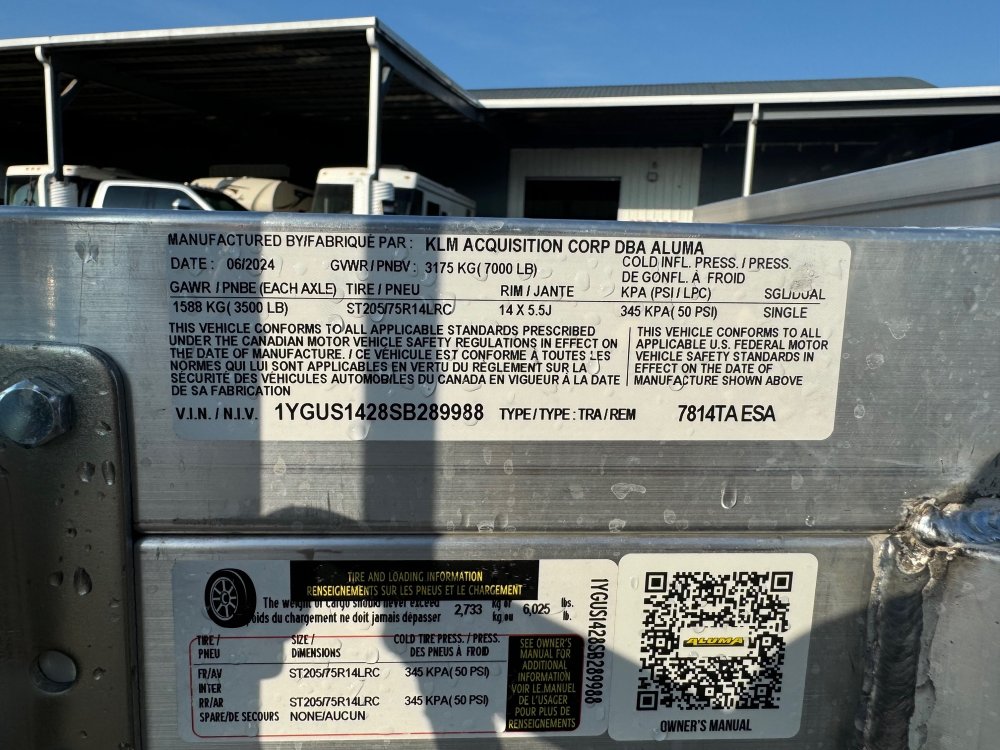 MANUFACTURED BY/FABRIQUÉ PAR : KLM ACQUISITION CORP DBA ALUMA
DATE : 06/2024 GVWR / PNBV : 3175 KG( 7000 LB) COLD INFL. PRESS. / PRESS.
DE GONFL. À FROID
GAWR / PNBE (EACH AXLE) TIRE / PNEU RIM / JANTE KPA (PSI / LPC) SGL/DUAL
1588 KG( 3500 LB) ST205/75R14LRC 14 X 5.5J 345 KPA( 50 PSI) SINGLE
THIS VEHICLE CONFORMS TO ALL APPLICABLE STANDARDS PRESCRIBED
UNDER THE CANADIAN MOTOR VEHICLE SAFETY REGULATIONS IN EFFECT ON
THE DATE OF MANUFACTURE. / CE VÉHICULE EST CONFORME À TOUTES LES
NORMES QUI LUI SONT APPLICABLES EN VERTU DU RÈGLEMENT SUR LA
SÉCURITÉ DES VÉHICULES AUTOMOBILES DU CANADA EN VIGUEUR À LA DATE
DE SA FABRICATION
THIS VEHICLE CONFORMS TO ALL
APPLICABLE U.S. FEDERAL MOTOR
VEHICLE SAFETY STANDARDS IN
EFFECT ON THE DATE OF
MANUFACTURE SHOWN ABOVE
V.I.N. / N.I.V. 1YGUS1428SB289988 TYPE / TYPE : TRA / REM 7814TA ESA
TIRE AND LOADING INFORMATION
RENSEIGNEMENTS SUR LES PNEUS ET LE CHARGEMENT
The weight of cargo should never exceed 2,733 kg or 6,025 lbs.
Poids du chargement ne doit jamais dépasser kg ou lb.
TIRE / SIZE / COLD TIRE PRESS. / PRESS.
PNEU DIMENSIONS DES PNEUS À FROID
FR/AV ST205/75R14LRC 345 KPA( 50 PSI)
INTER
RR/AR ST205/75R14LRC 345 KPA( 50 PSI)
SPARE/DE SECOURS NONE/AUCUN
SEE OWNER'S
MANUAL FOR
ADDITIONAL
INFORMATION
VOIR LE MANUEL
DE L'USAGER
POUR PLUS DE
RENSEIGNEMENTS
1YGUS1428SB289988
ALUMA
OWNER'S MANUAL